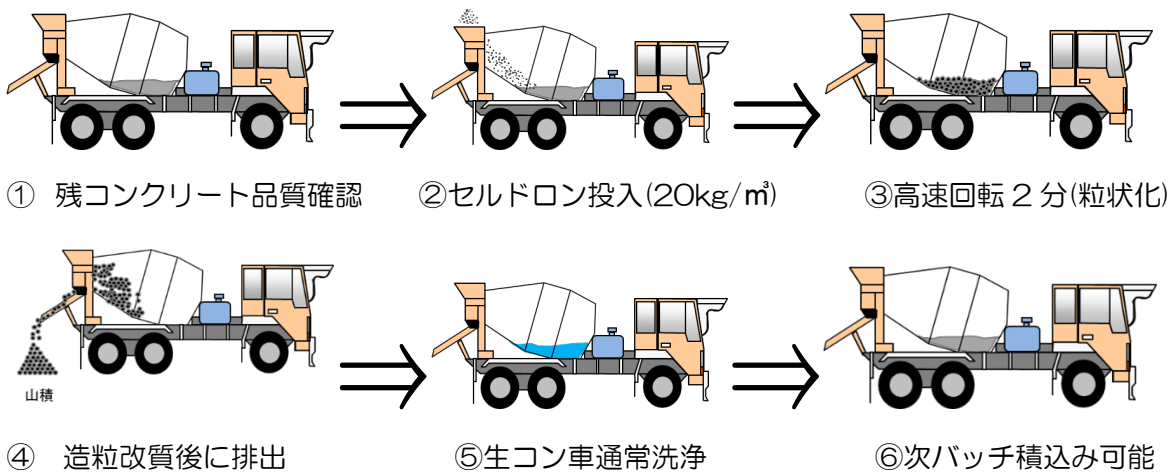 ① 残コンクリート品質確認
②セルドロン投入(20kg/㎥)
③高速回転2分(粒状化)
山積
④ 造粒改質後に排出
⑤生コン車通常洗浄
⑥次バッチ積込み可能